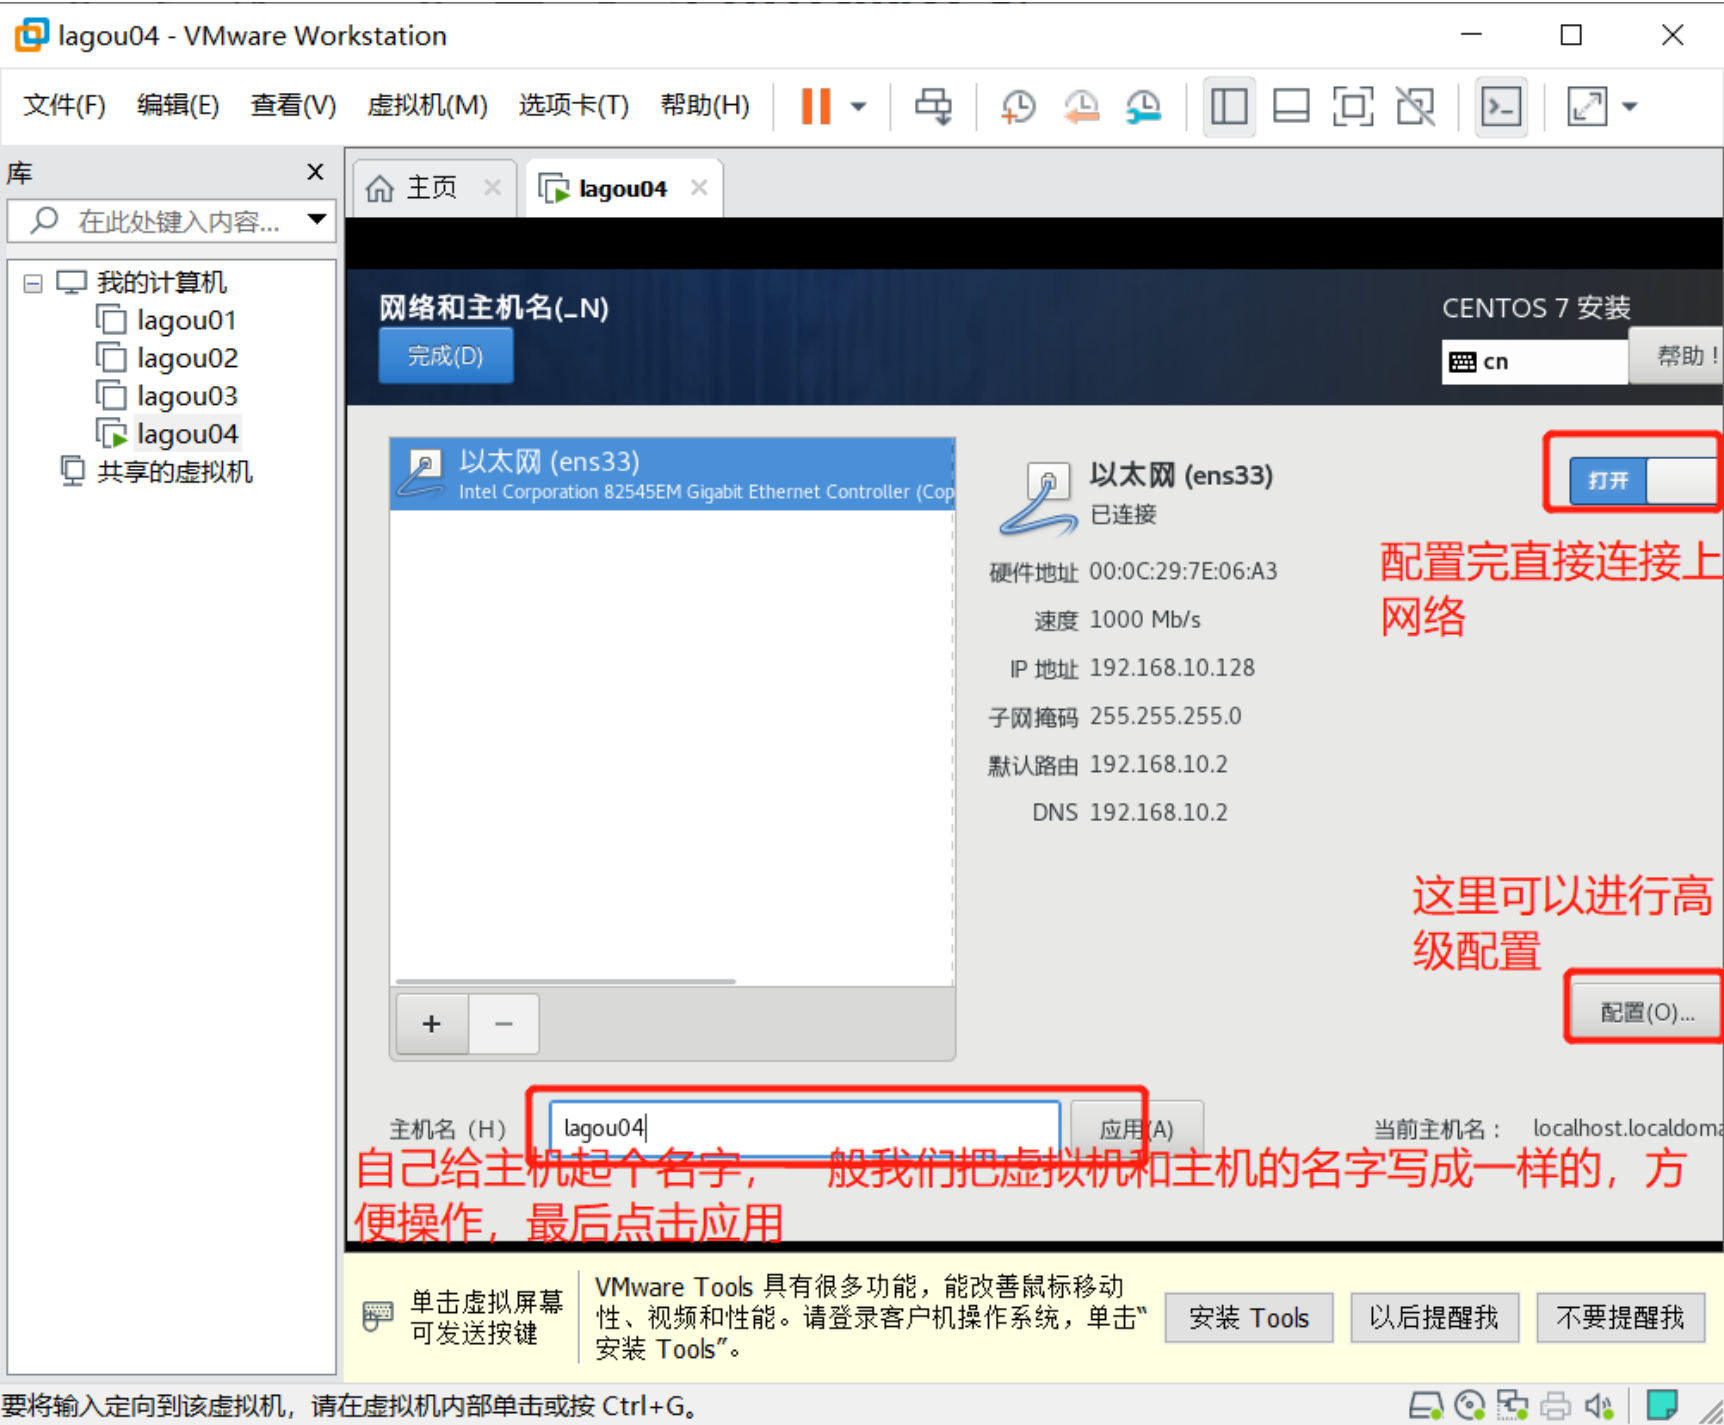 lagou04 - VMware Workstation
文件(F) 编辑(E) 查看(V) 虚拟机(M) 选项卡(T) 帮助(H)
库
在此处键入内容...
我的计算机
lagou01
lagou02
lagou03
lagou04
共享的虚拟机
主页
lagou04
网络和主机名(_N)
完成(D)
CENTOS 7 安装
cn
帮助！
以太网 (ens33)
Intel Corporation 82545EM Gigabit Ethernet Controller (Cop
以太网 (ens33)
已连接
打开
配置完直接连接上
网络
硬件地址 00:0C:29:7E:06:A3
速度 1000 Mb/s
IP 地址 192.168.10.128
子网掩码 255.255.255.0
默认路由 192.168.10.2
DNS 192.168.10.2
这里可以进行高
级配置
配置(O)...
+ −
主机名（H） lagou04 应用(A) 当前主机名： localhost.localdoma
自己给主机起个名字，一般我们把虚拟机和主机的名字写成一样的，方
便操作，最后点击应用
单击虚拟屏幕
可发送按键
VMware Tools 具有很多功能，能改善鼠标移动
性、视频和性能。请登录客户机操作系统，单击“
安装 Tools”。
安装 Tools 以后提醒我 不要提醒我
要将输入定向到该虚拟机，请在虚拟机内部单击或按 Ctrl+G。